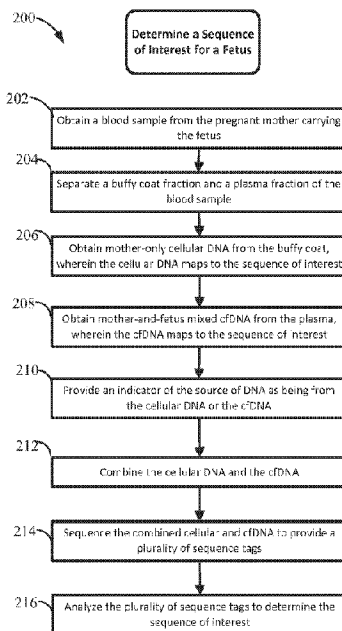 200
Determine a Sequence
of Interest for a Fetus
202
Obtain a blood sample from the pregnant mother carrying
the fetus
204
Separate a buffy coat fraction and a plasma fraction of the
blood sample
206
Obtain mother-only cellular DNA from the buffy coat,
wherein the cellular DNA maps to the sequence of interest
208
Obtain mother-and-fetus mixed cfDNA from the plasma,
wherein the cfDNA maps to the sequence of interest
210
Provide an indicator of the source of DNA as being from
the cellular DNA or the cfDNA
212
Combine the cellular DNA and the cfDNA
214
Sequence the combined cellular and cfDNA to provide a
plurality of sequence tags
216
Analyze the plurality of sequence tags to determine the
sequence of interest